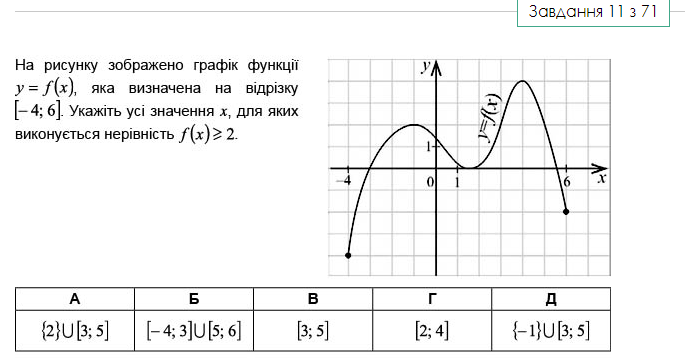 Завдання 11 з 71
На рисунку зображено графік функції
y = f(x), яка визначена на відрізку
[– 4; 6]. Укажіть усі значення x, для яких
виконується нерівність f(x) ⩾ 2.
y
y=f(x)
1
–4 0 1 6 x
А Б В Г Д
{2}∪[3; 5] [– 4; 3]∪[5; 6] [3; 5] [2; 4] {–1}∪[3; 5]